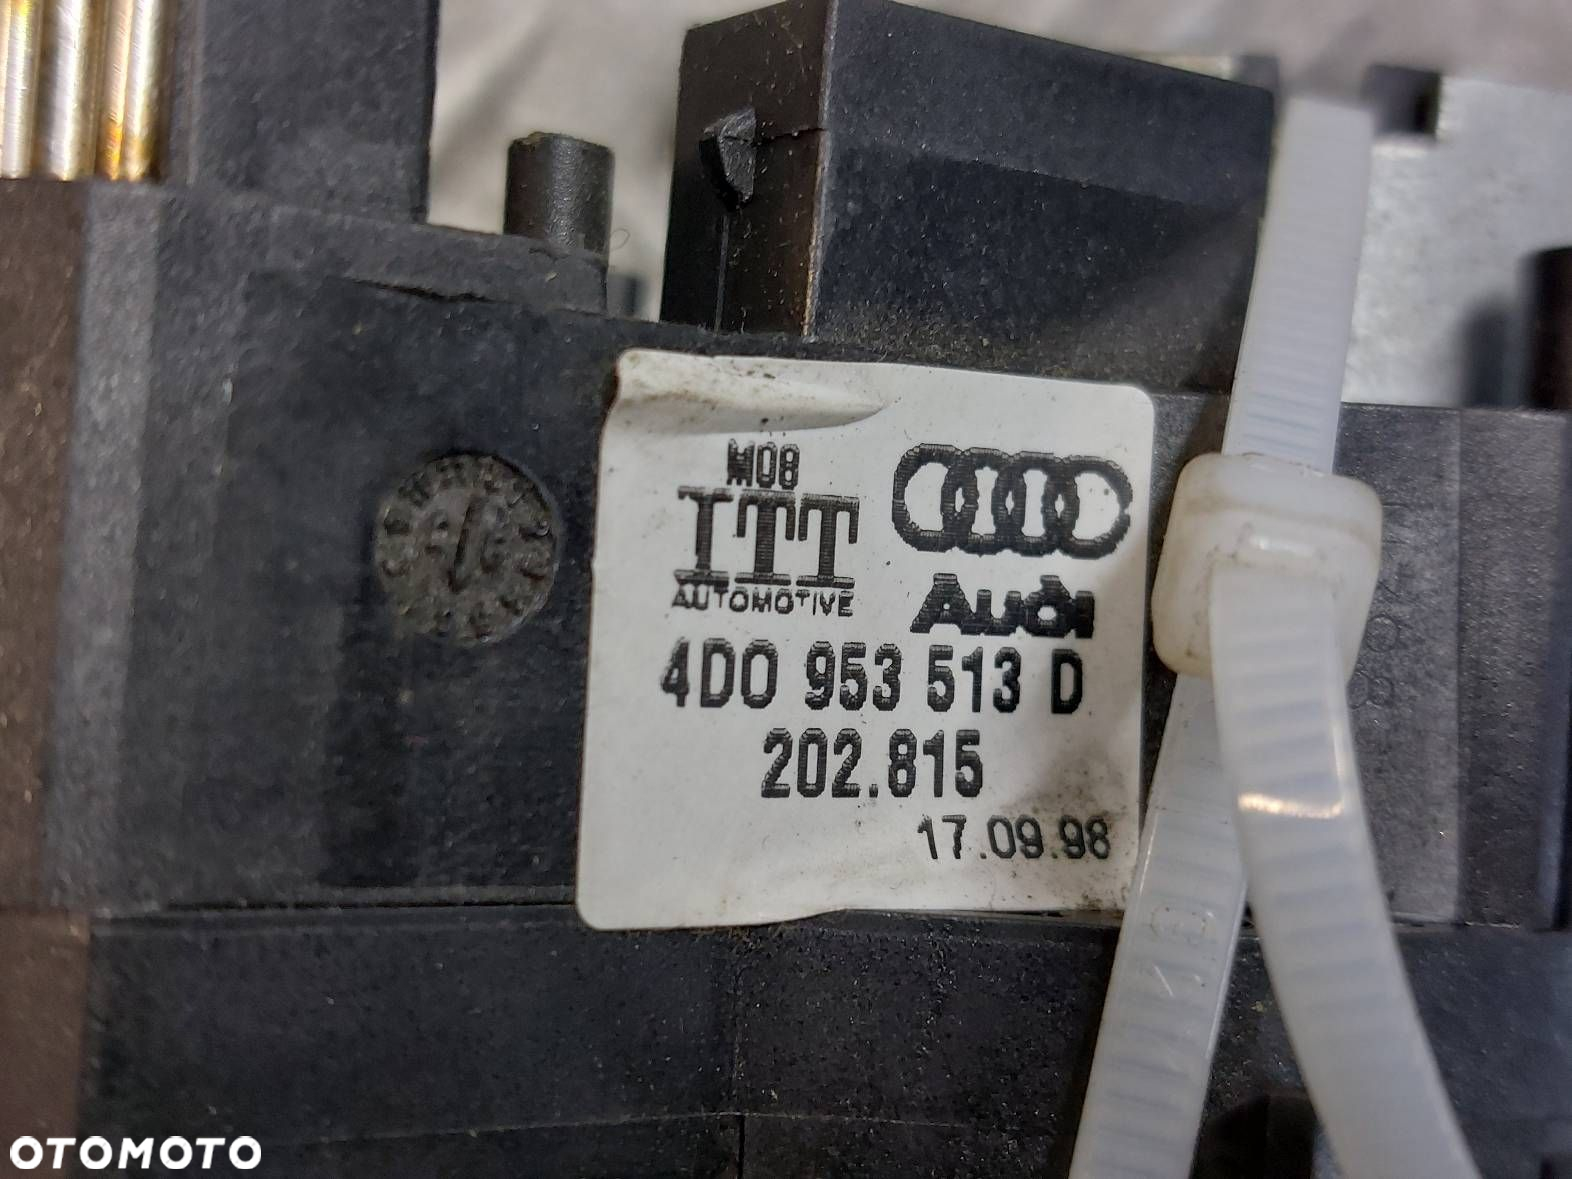 M08
ITT
AUTOMOTIVE
Audi
4D0 953 513 D
202.815
17.09.98
OTOMOTO